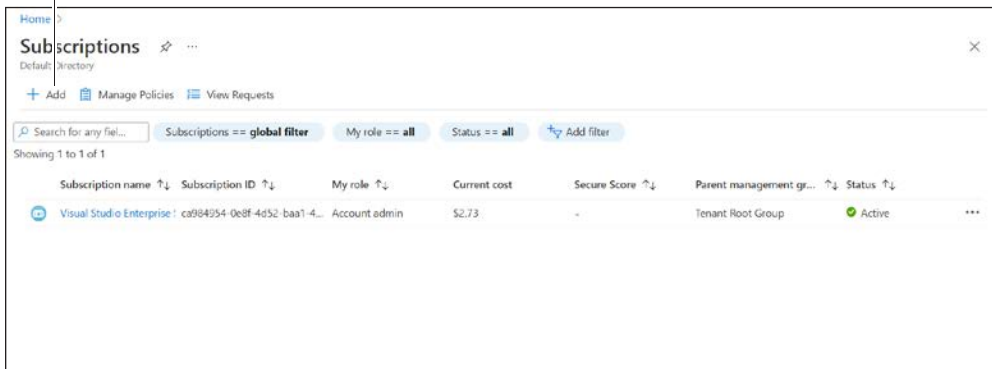 Home >
Subscriptions ...
Default Directory
+ Add Manage Policies View Requests
Search for any fiel... Subscriptions == global filter My role == all Status == all Add filter
Showing 1 to 1 of 1
Subscription name ↑↓ Subscription ID ↑↓ My role ↑↓ Current cost Secure Score ↑↓ Parent management gr... ↑↓ Status ↑↓
Visual Studio Enterprise ca984954-0e8f-4d52-baa1-4... Account admin $2.73 - Tenant Root Group Active ...